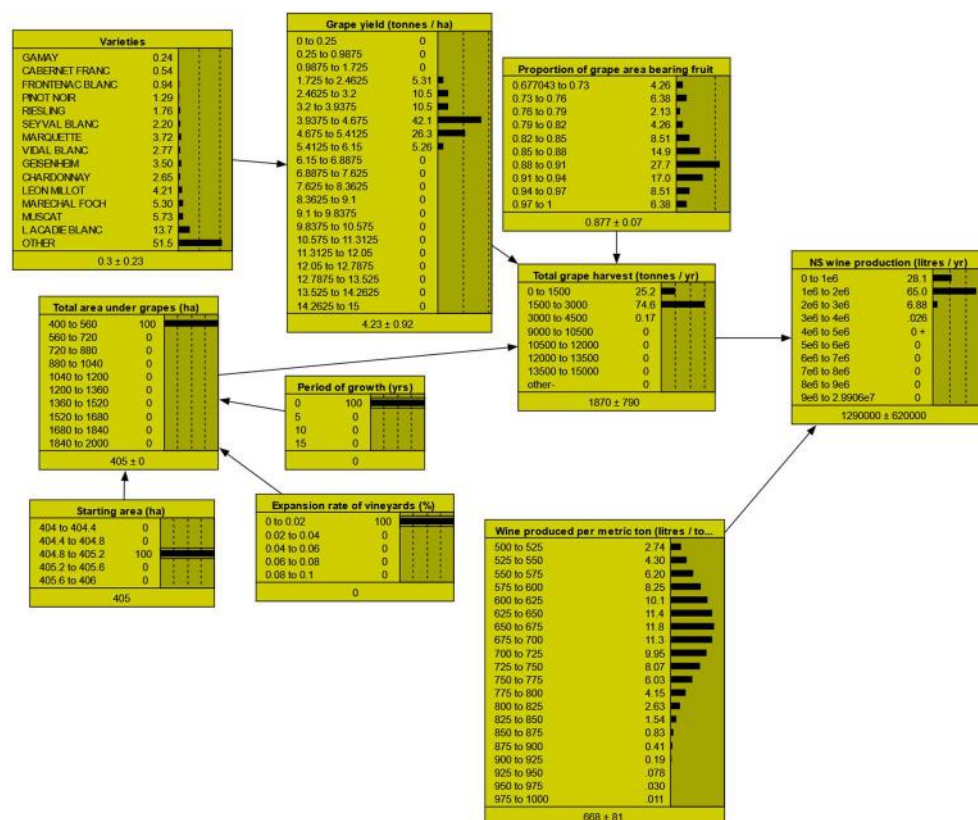 Varieties
GAMAY 0.24
CABERNET FRANC 0.54
FRONTENAC BLANC 0.94
PINOT NOIR 1.29
RIESLING 1.76
SEYVAL BLANC 2.20
MARQUETTE 3.72
VIDAL BLANC 2.77
GEISENHEIM 3.50
CHARDONNAY 2.65
LEON MILLOT 4.21
MARECHAL FOCH 5.30
MUSCAT 5.73
L ACADIE BLANC 13.7
OTHER 51.5
0.3 ± 0.23
Grape yield (tonnes / ha)
0 to 0.25 0
0.25 to 0.9875 0
0.9875 to 1.725 0
1.725 to 2.4625 5.31
2.4625 to 3.2 10.5
3.2 to 3.9375 10.5
3.9375 to 4.675 42.1
4.675 to 5.4125 26.3
5.4125 to 6.15 5.26
6.15 to 6.8875 0
6.8875 to 7.625 0
7.625 to 8.3625 0
8.3625 to 9.1 0
9.1 to 9.8375 0
9.8375 to 10.575 0
10.575 to 11.3125 0
11.3125 to 12.05 0
12.05 to 12.7875 0
12.7875 to 13.525 0
13.525 to 14.2625 0
14.2625 to 15 0
4.23 ± 0.92
Proportion of grape area bearing fruit
0.677043 to 0.73 4.26
0.73 to 0.76 6.38
0.76 to 0.79 2.13
0.79 to 0.82 4.26
0.82 to 0.85 8.51
0.85 to 0.88 14.9
0.88 to 0.91 27.7
0.91 to 0.94 17.0
0.94 to 0.97 8.51
0.97 to 1 6.38
0.877 ± 0.07
Total grape harvest (tonnes / yr)
0 to 1500 25.2
1500 to 3000 74.6
3000 to 4500 0.17
9000 to 10500 0
10500 to 12000 0
12000 to 13500 0
13500 to 15000 0
other- 0
1870 ± 790
NS wine production (litres / yr)
0 to 1e6 28.1
1e6 to 2e6 65.0
2e6 to 3e6 6.88
3e6 to 4e6 .026
4e6 to 5e6 0 +
5e6 to 6e6 0
6e6 to 7e6 0
7e6 to 8e6 0
8e6 to 9e6 0
9e6 to 2.9906e7 0
1290000 ± 620000
Total area under grapes (ha)
400 to 560 100
560 to 720 0
720 to 880 0
880 to 1040 0
1040 to 1200 0
1200 to 1360 0
1360 to 1520 0
1520 to 1680 0
1680 to 1840 0
1840 to 2000 0
405 ± 0
Period of growth (yrs)
0 100
5 0
10 0
15 0
0
Starting area (ha)
404 to 404.4 0
404.4 to 404.8 0
404.8 to 405.2 100
405.2 to 405.6 0
405.6 to 406 0
405
Expansion rate of vineyards (%)
0 to 0.02 100
0.02 to 0.04 0
0.04 to 0.06 0
0.06 to 0.08 0
0.08 to 0.1 0
0
Wine produced per metric ton (litres / to...
500 to 525 2.74
525 to 550 4.30
550 to 575 6.20
575 to 600 8.25
600 to 625 10.1
625 to 650 11.4
650 to 675 11.8
675 to 700 11.3
700 to 725 9.95
725 to 750 8.07
750 to 775 6.03
775 to 800 4.15
800 to 825 2.63
825 to 850 1.54
850 to 875 0.83
875 to 900 0.41
900 to 925 0.19
925 to 950 .078
950 to 975 .030
975 to 1000 .011
668 ± 81